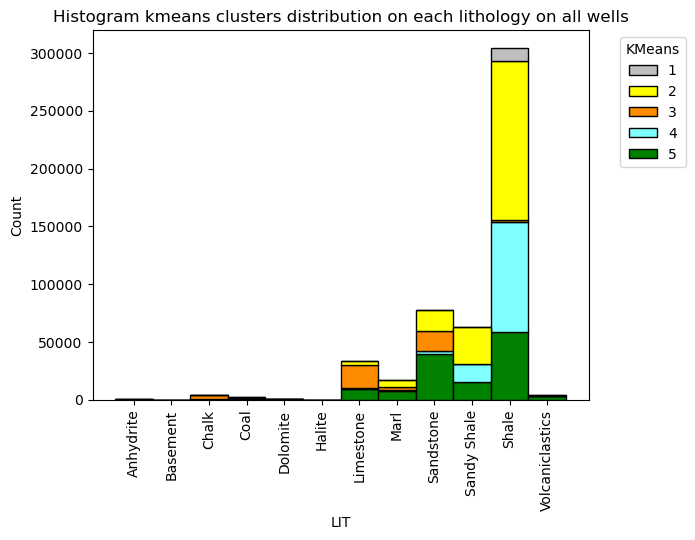 Histogram kmeans clusters distribution on each lithology on all wells
KMeans
1
2
3
4
5
300000
250000
200000
150000
100000
50000
0
Count
Anhydrite
Basement
Chalk
Coal
Dolomite
Halite
Limestone
Marl
Sandstone
Sandy Shale
Shale
Volcaniclastics
LIT